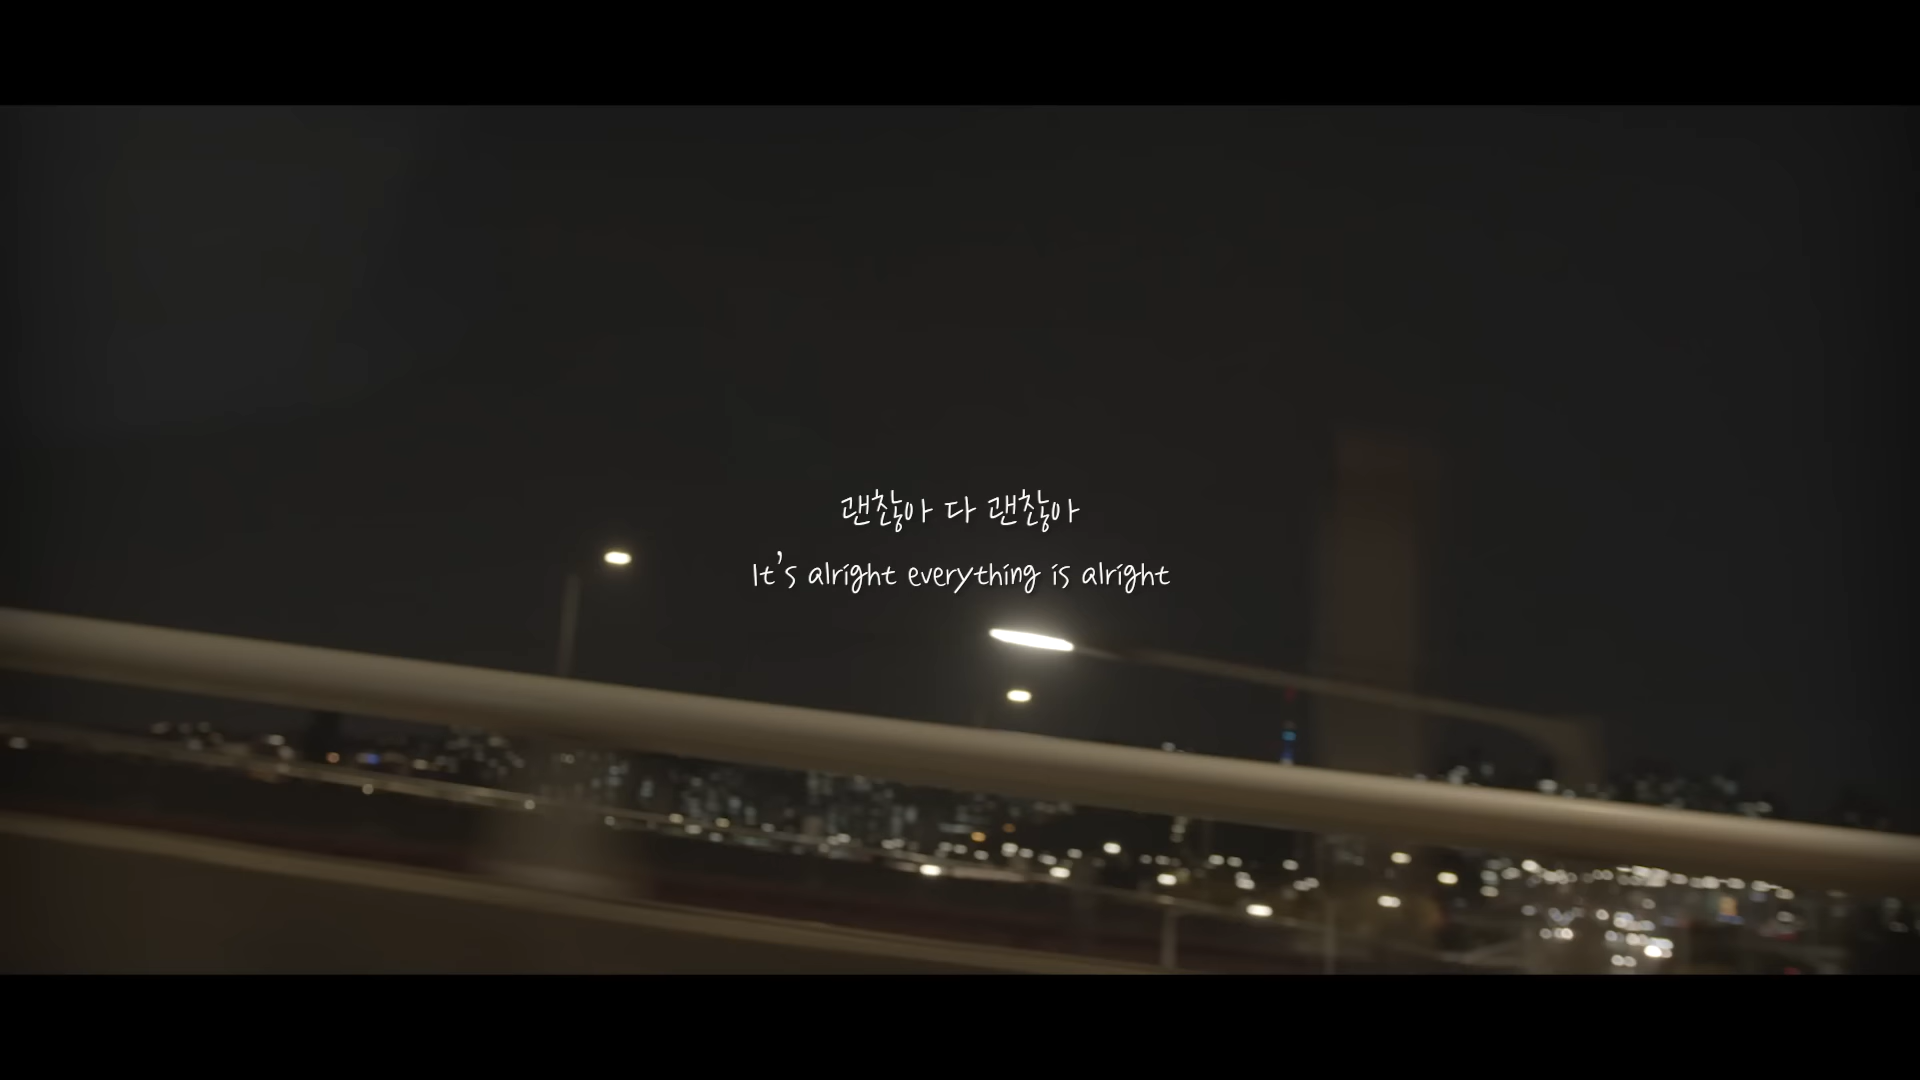 괜찮아 다 괜찮아
It's alright everything is alright